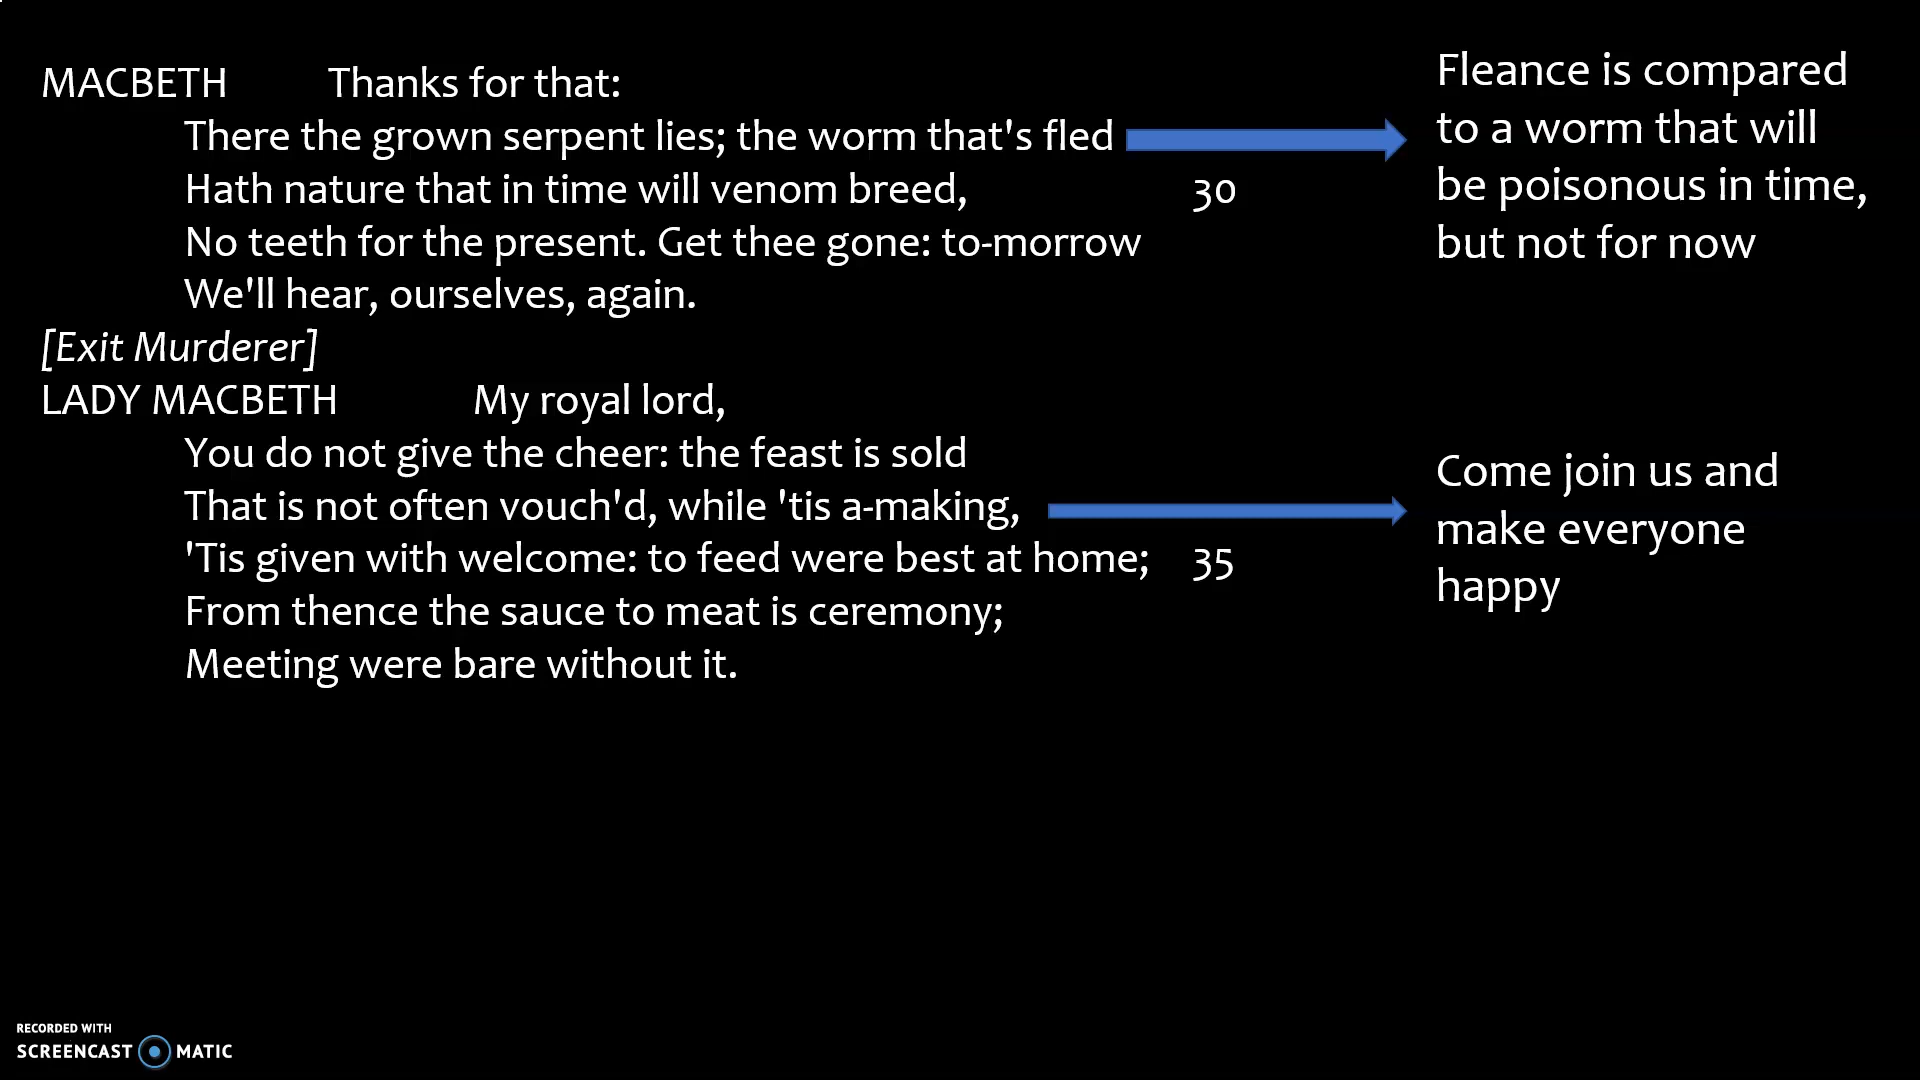 MACBETH Thanks for that:
There the grown serpent lies; the worm that's fled
Hath nature that in time will venom breed, 30
No teeth for the present. Get thee gone: to-morrow
We'll hear, ourselves, again.
[Exit Murderer]
LADY MACBETH My royal lord,
You do not give the cheer: the feast is sold
That is not often vouch'd, while 'tis a-making,
'Tis given with welcome: to feed were best at home; 35
From thence the sauce to meat is ceremony;
Meeting were bare without it.
Fleance is compared
to a worm that will
be poisonous in time,
but not for now
Come join us and
make everyone
happy
RECORDED WITH
SCREENCAST MATIC